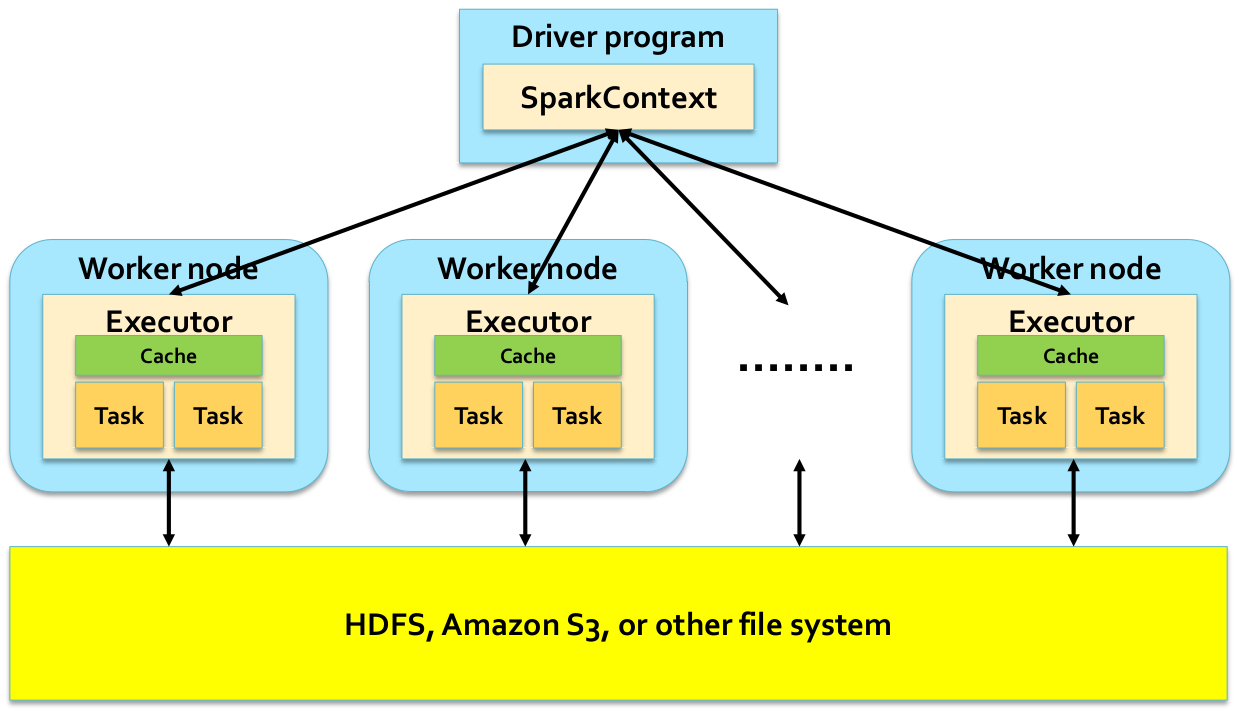 Driver program
SparkContext
Worker node
Executor
Cache
Task Task
Worker node
Executor
Cache
Task Task
........
Worker node
Executor
Cache
Task Task
HDFS, Amazon S3, or other file system